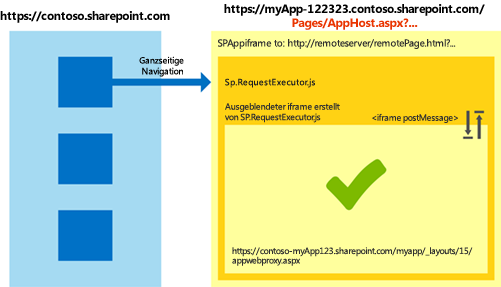 https://contoso.sharepoint.com
Ganzseitige
Navigation
https://myApp-122323.contoso.sharepoint.com/
Pages/AppHost.aspx?...
SPAppiframe to: http://remoteserver/remotePage.html?...
Sp.RequestExecutor.js
Ausgeblendeter iframe erstellt
von SP.RequestExecutor.js
<iframe postMessage>
https://contoso-myApp123.sharepoint.com/myapp/_layouts/15/
appwebproxy.aspx